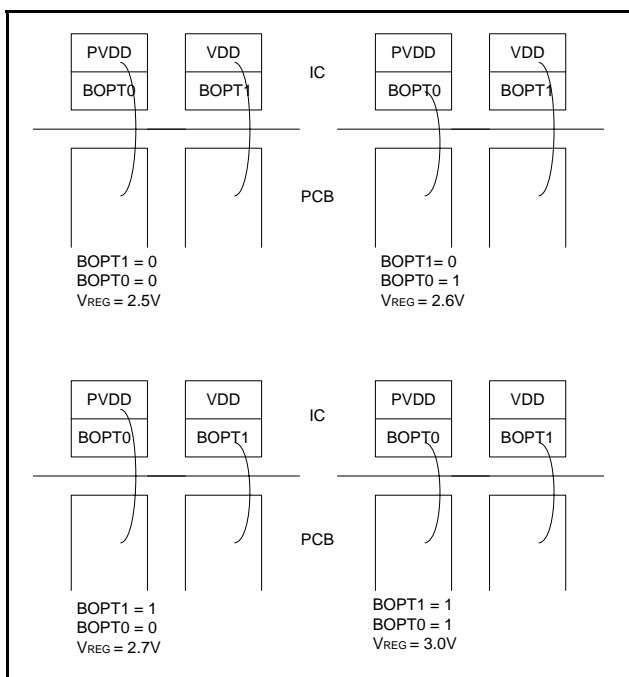 PVDD VDD PVDD VDD
IC
BOPT0 BOPT1 BOPT0 BOPT1
PCB
BOPT1 = 0
BOPT0 = 0
VREG = 2.5V
BOPT1= 0
BOPT0 = 1
VREG = 2.6V
PVDD VDD PVDD VDD
IC
BOPT0 BOPT1 BOPT0 BOPT1
PCB
BOPT1 = 1
BOPT0 = 0
VREG = 2.7V
BOPT1 = 1
BOPT0 = 1
VREG = 3.0V